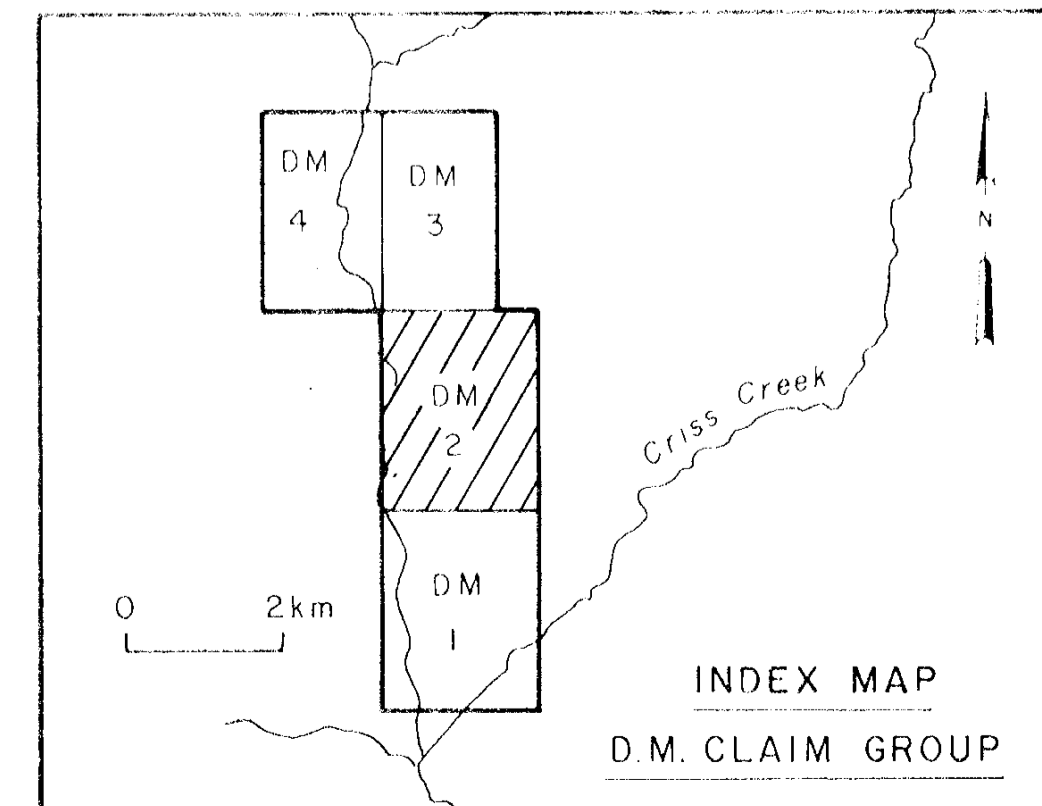 DM
4
DM
3
N
DM
2
Criss Creek
DM
1
0 2km
INDEX MAP
D.M. CLAIM GROUP